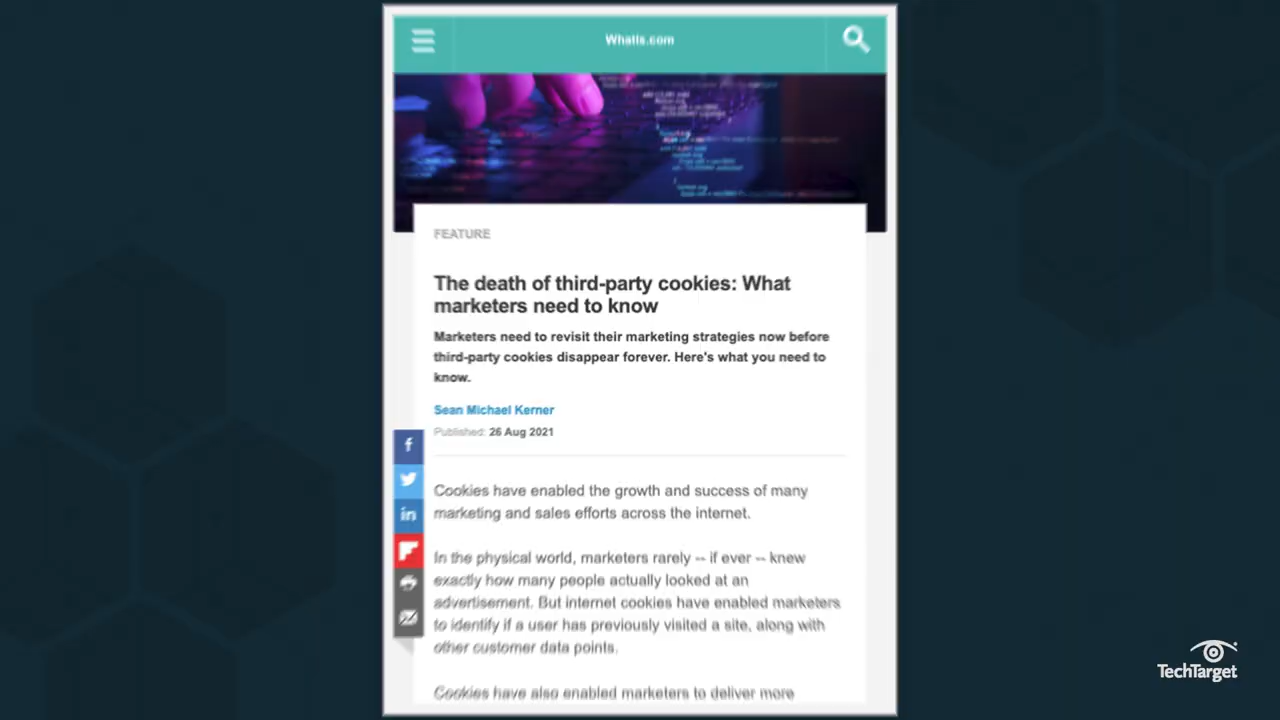 WhatIs.com
FEATURE
The death of third-party cookies: What
marketers need to know
Marketers need to revisit their marketing strategies now before
third-party cookies disappear forever. Here's what you need to
know.
Sean Michael Kerner
Published: 26 Aug 2021
Cookies have enabled the growth and success of many
marketing and sales efforts across the internet.
In the physical world, marketers rarely -- if ever -- knew
exactly how many people actually looked at an
advertisement. But internet cookies have enabled marketers
to identify if a user has previously visited a site, along with
other customer data points.
Cookies have also enabled marketers to deliver more
TechTarget